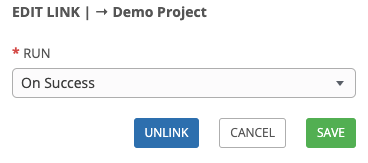 EDIT LINK | → Demo Project
* RUN
On Success
UNLINK CANCEL SAVE